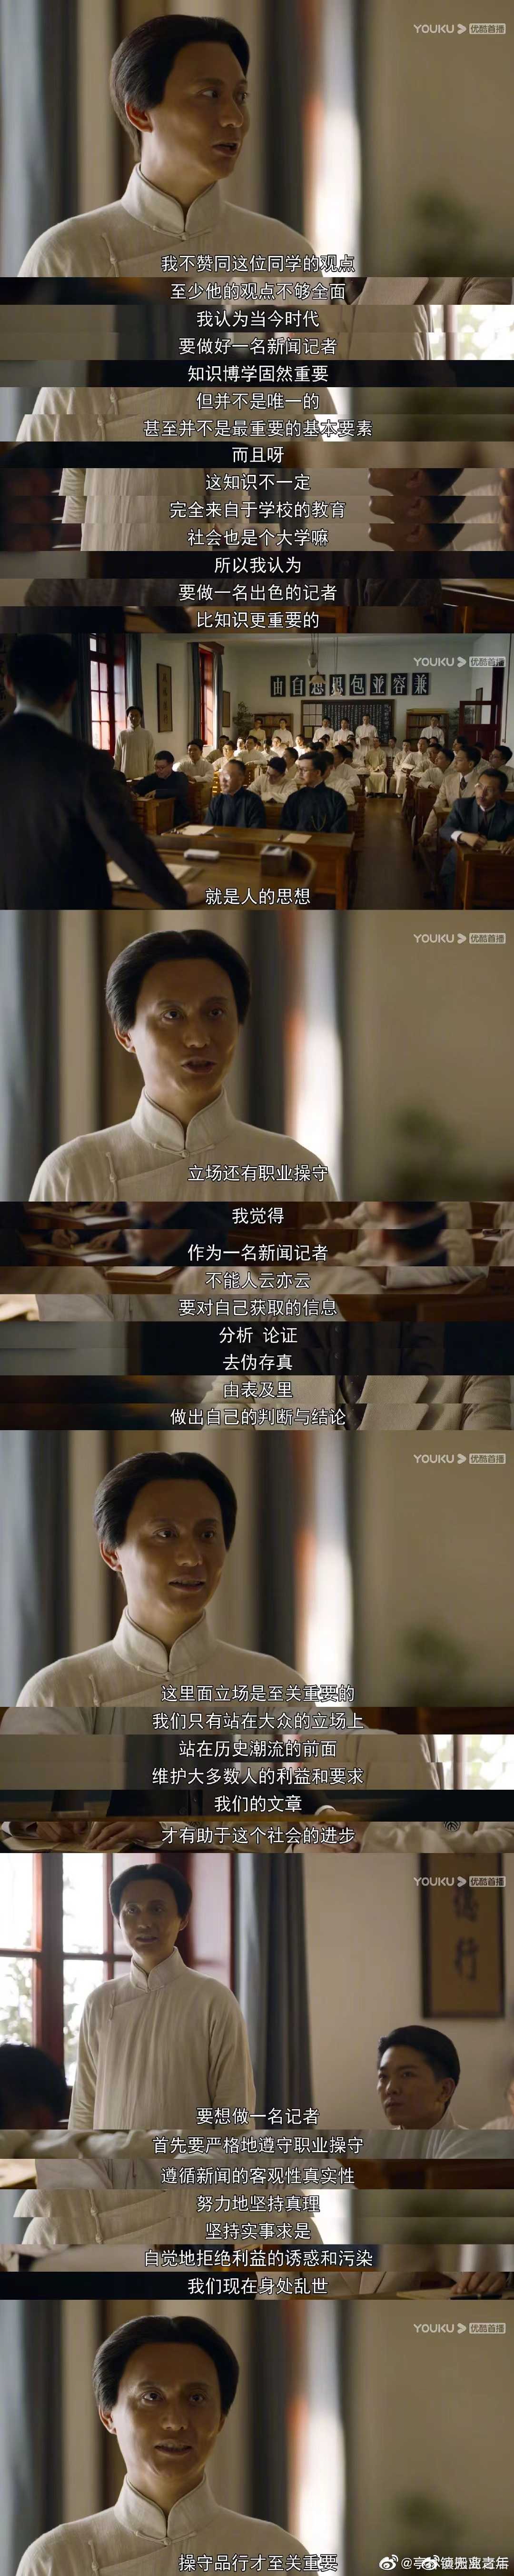 YOUKU 优酷首播
我不赞同这位同学的观点
至少他的观点不够全面
我认为当今时代
要做好一名新闻记者
知识博学固然重要
但并不是唯一的
甚至并不是最重要的基本要素
而且呀
这知识不一定
完全来自于学校的教育
社会也是个大学嘛
所以我认为
要做一名出色的记者
比知识更重要的
YOUKU 优酷首播
由自想思包並容兼
就是人的思想
YOUKU 优酷首播
立场还有职业操守
我觉得
作为一名新闻记者
不能人云亦云
要对自己获取的信息
分析 论证
去伪存真
由表及里
做出自己的判断与结论
YOUKU 优酷首播
这里面立场是至关重要的
我们只有站在大众的立场上
站在历史潮流的前面
维护大多数人的利益和要求
我们的文章
才有助于这个社会的进步
YOUKU 优酷首播
行
要想做一名记者
首先要严格地遵守职业操守
遵循新闻的客观性真实性
努力地坚持真理
坚持实事求是
自觉地拒绝利益的诱惑和污染
我们现在身处乱世
YOUKU 优酷首播
操守品行才至关重要